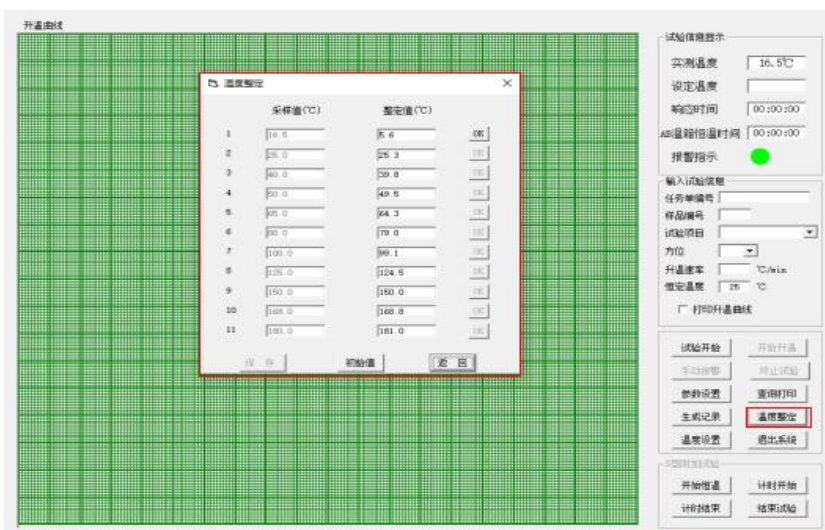 升温曲线
温度整定
采样值(℃) 整定值(℃)
1 16.5 5.6 OK
2 25.0 25.3 OK
3 40.0 39.8 OK
4 50.0 49.5 OK
5 65.0 64.3 OK
6 80.0 79.0 OK
7 100.0 99.1 OK
8 125.0 124.5 OK
9 150.0 150.0 OK
10 168.0 168.8 OK
11 180.0 181.0 OK
保 存 初始值 返 回
试验信息显示
实测温度 16.5℃
设定温度
响应时间 00:00:00
AB温箱恒温时间 00:00:00
报警指示
输入试验信息
任务单编号
样品编号
试验项目
方位
升温速率 ℃/min
恒定温度 25 ℃
打印升温曲线
试验开始 开始升温
手动报警 终止试验
参数设置 查询打印
生成记录 温度整定
温度设置 退出系统
S型附加试验
开始恒温 计时开始
计时结束 结束试验